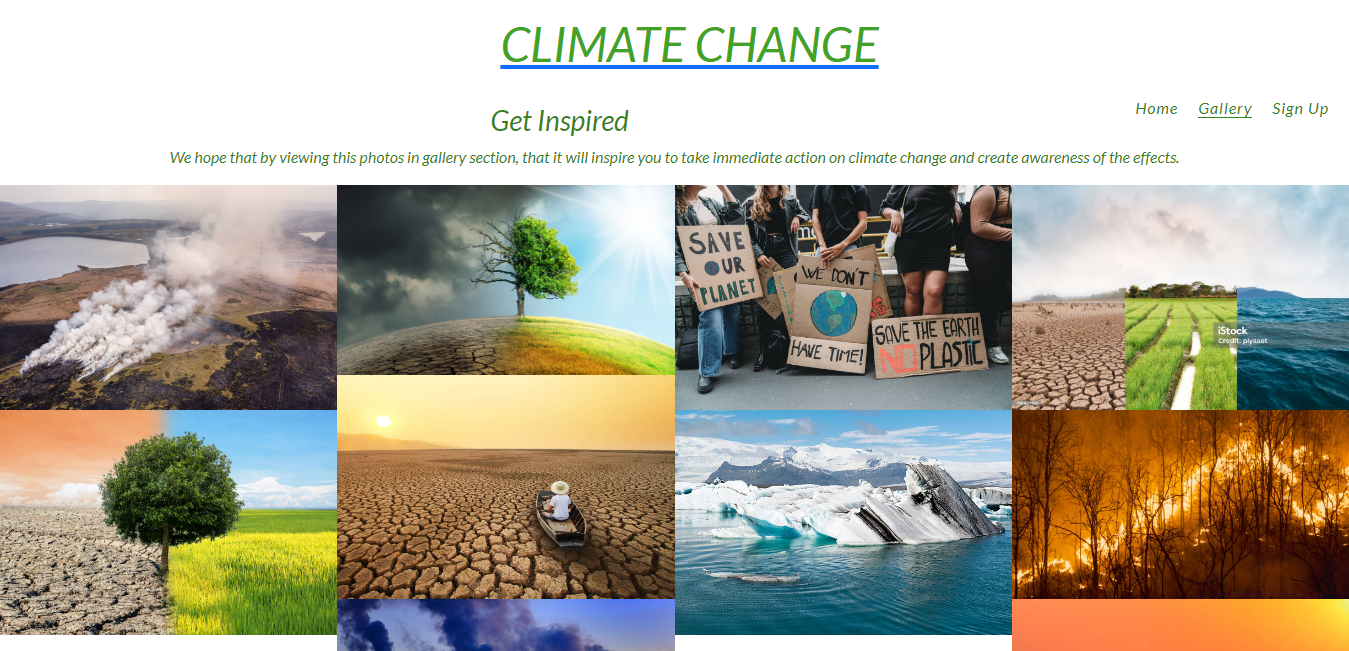 CLIMATE CHANGE
Home Gallery Sign Up
Get Inspired
We hope that by viewing this photos in gallery section, that it will inspire you to take immediate action on climate change and create awareness of the effects.
SAVE
OUR
PLANET
WE DON'T
HAVE TIME!
SAVE THE EARTH
NO PLASTIC
iStock
Credit: piyaset